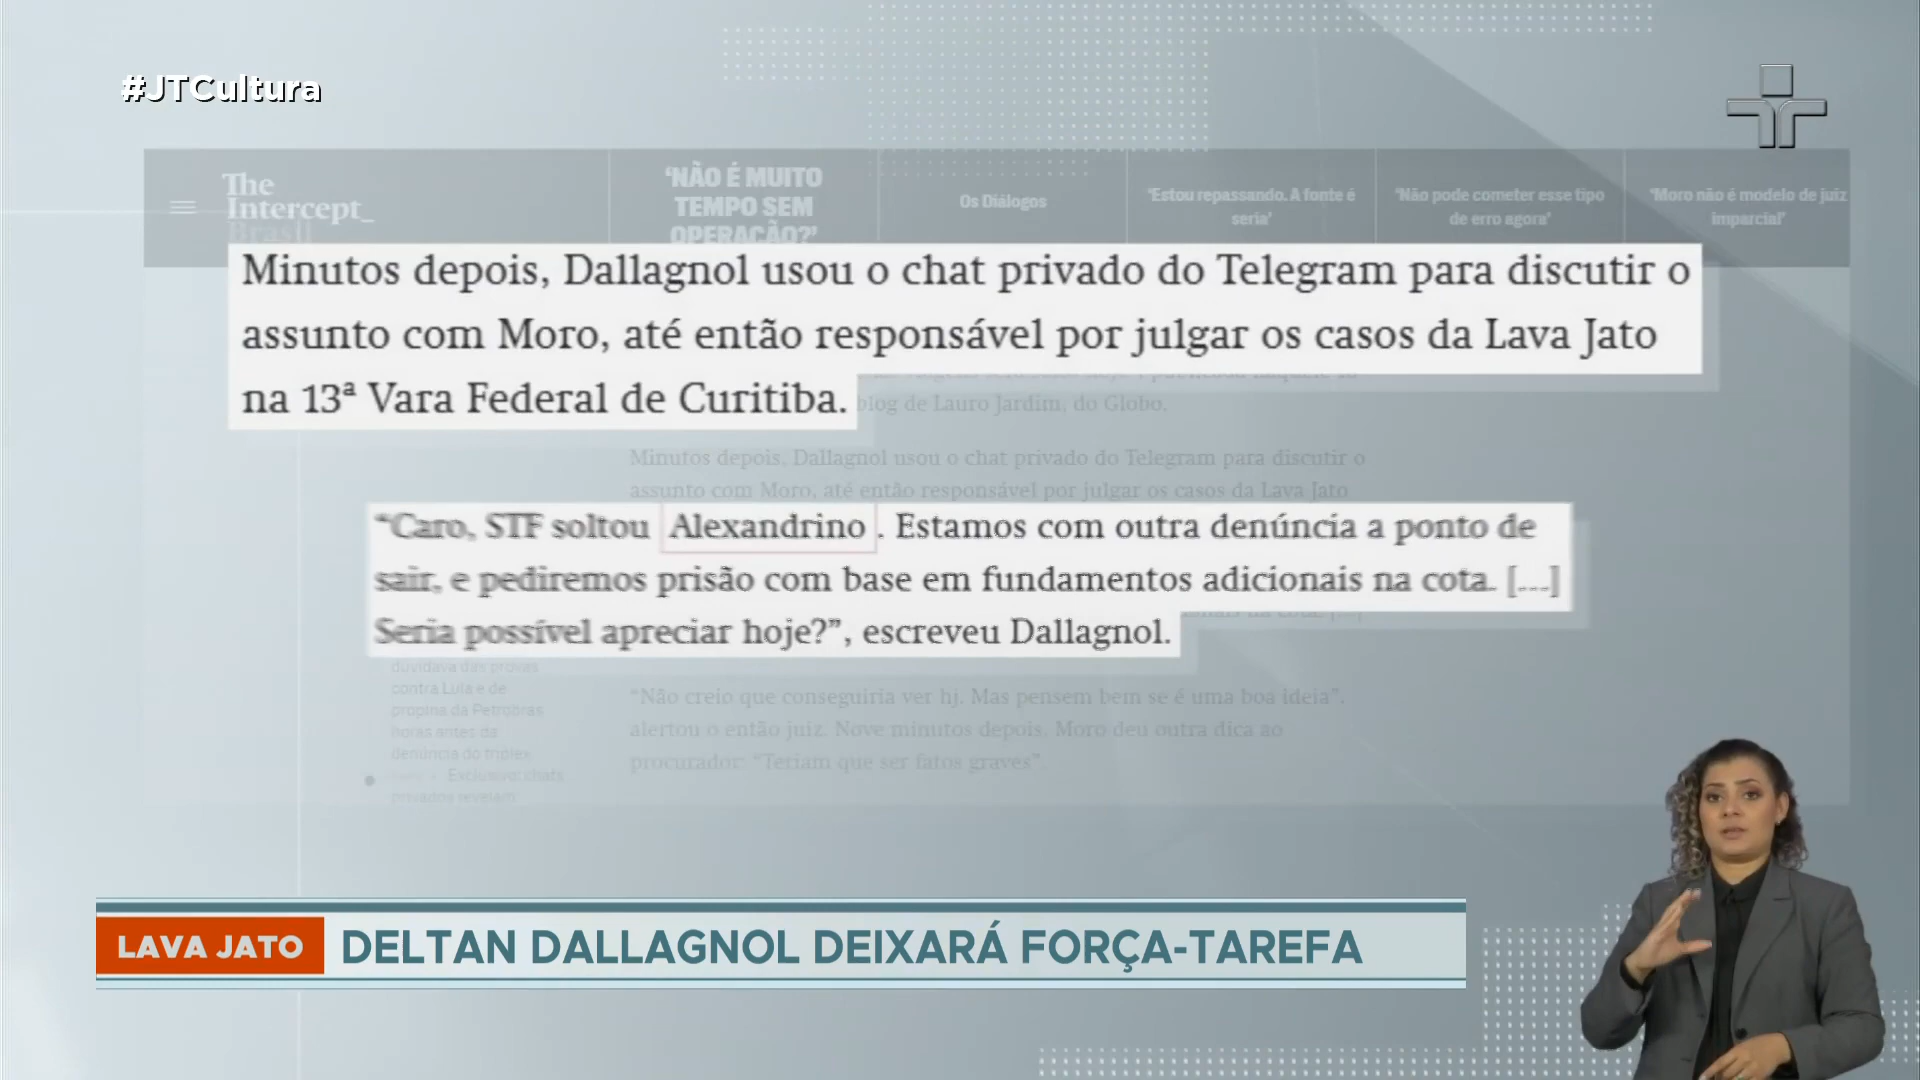 #JTCultura
The
Intercept_
Brasil
‘NÃO É MUITO
TEMPO SEM
OPERAÇÃO?’
Os Diálogos
‘Estou repassando. A fonte é
seria’
‘Não pode cometer esse tipo
de erro agora’
‘Moro não é modelo de juiz
imparcial’
Minutos depois, Dallagnol usou o chat privado do Telegram para discutir o
assunto com Moro, até então responsável por julgar os casos da Lava Jato
na 13ª Vara Federal de Curitiba.
blog de Lauro Jardim, do Globo.
Minutos depois, Dallagnol usou o chat privado do Telegram para discutir o
assunto com Moro, até então responsável por julgar os casos da Lava Jato
“Caro, STF soltou Alexandrino. Estamos com outra denúncia a ponto de
sair, e pediremos prisão com base em fundamentos adicionais na cota. [...]
Seria possível apreciar hoje?”, escreveu Dallagnol.
duvidava das provas
contra Lula e de
propina da Petrobras
horas antes da
denúncia do triplex
Exclusivo: chats
privados revelam
“Não creio que conseguiria ver hj. Mas pensem bem se é uma boa ideia”,
alertou o então juiz. Nove minutos depois, Moro deu outra dica ao
procurador: “Teriam que ser fatos graves”.
LAVA JATO DELTAN DALLAGNOL DEIXARÁ FORÇA-TAREFA